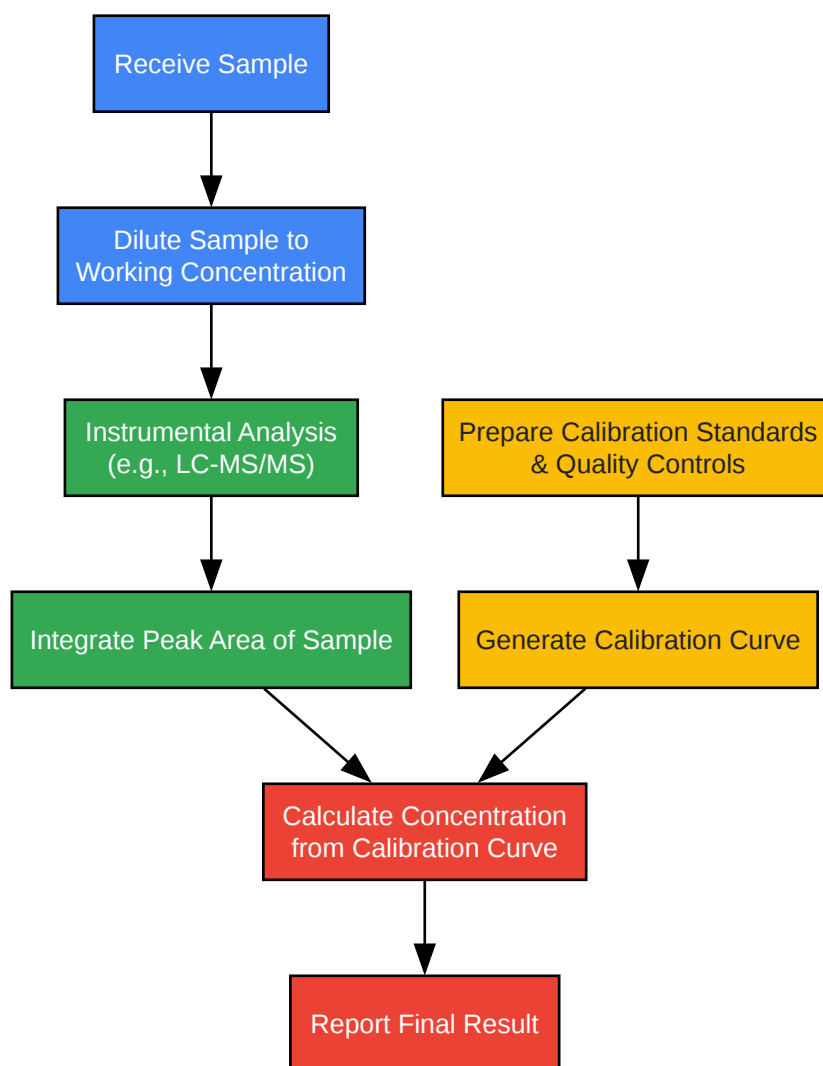 Receive Sample
Dilute Sample to
Working Concentration
Instrumental Analysis
(e.g., LC-MS/MS)
Prepare Calibration Standards
& Quality Controls
Integrate Peak Area of Sample
Generate Calibration Curve
Calculate Concentration
from Calibration Curve
Report Final Result